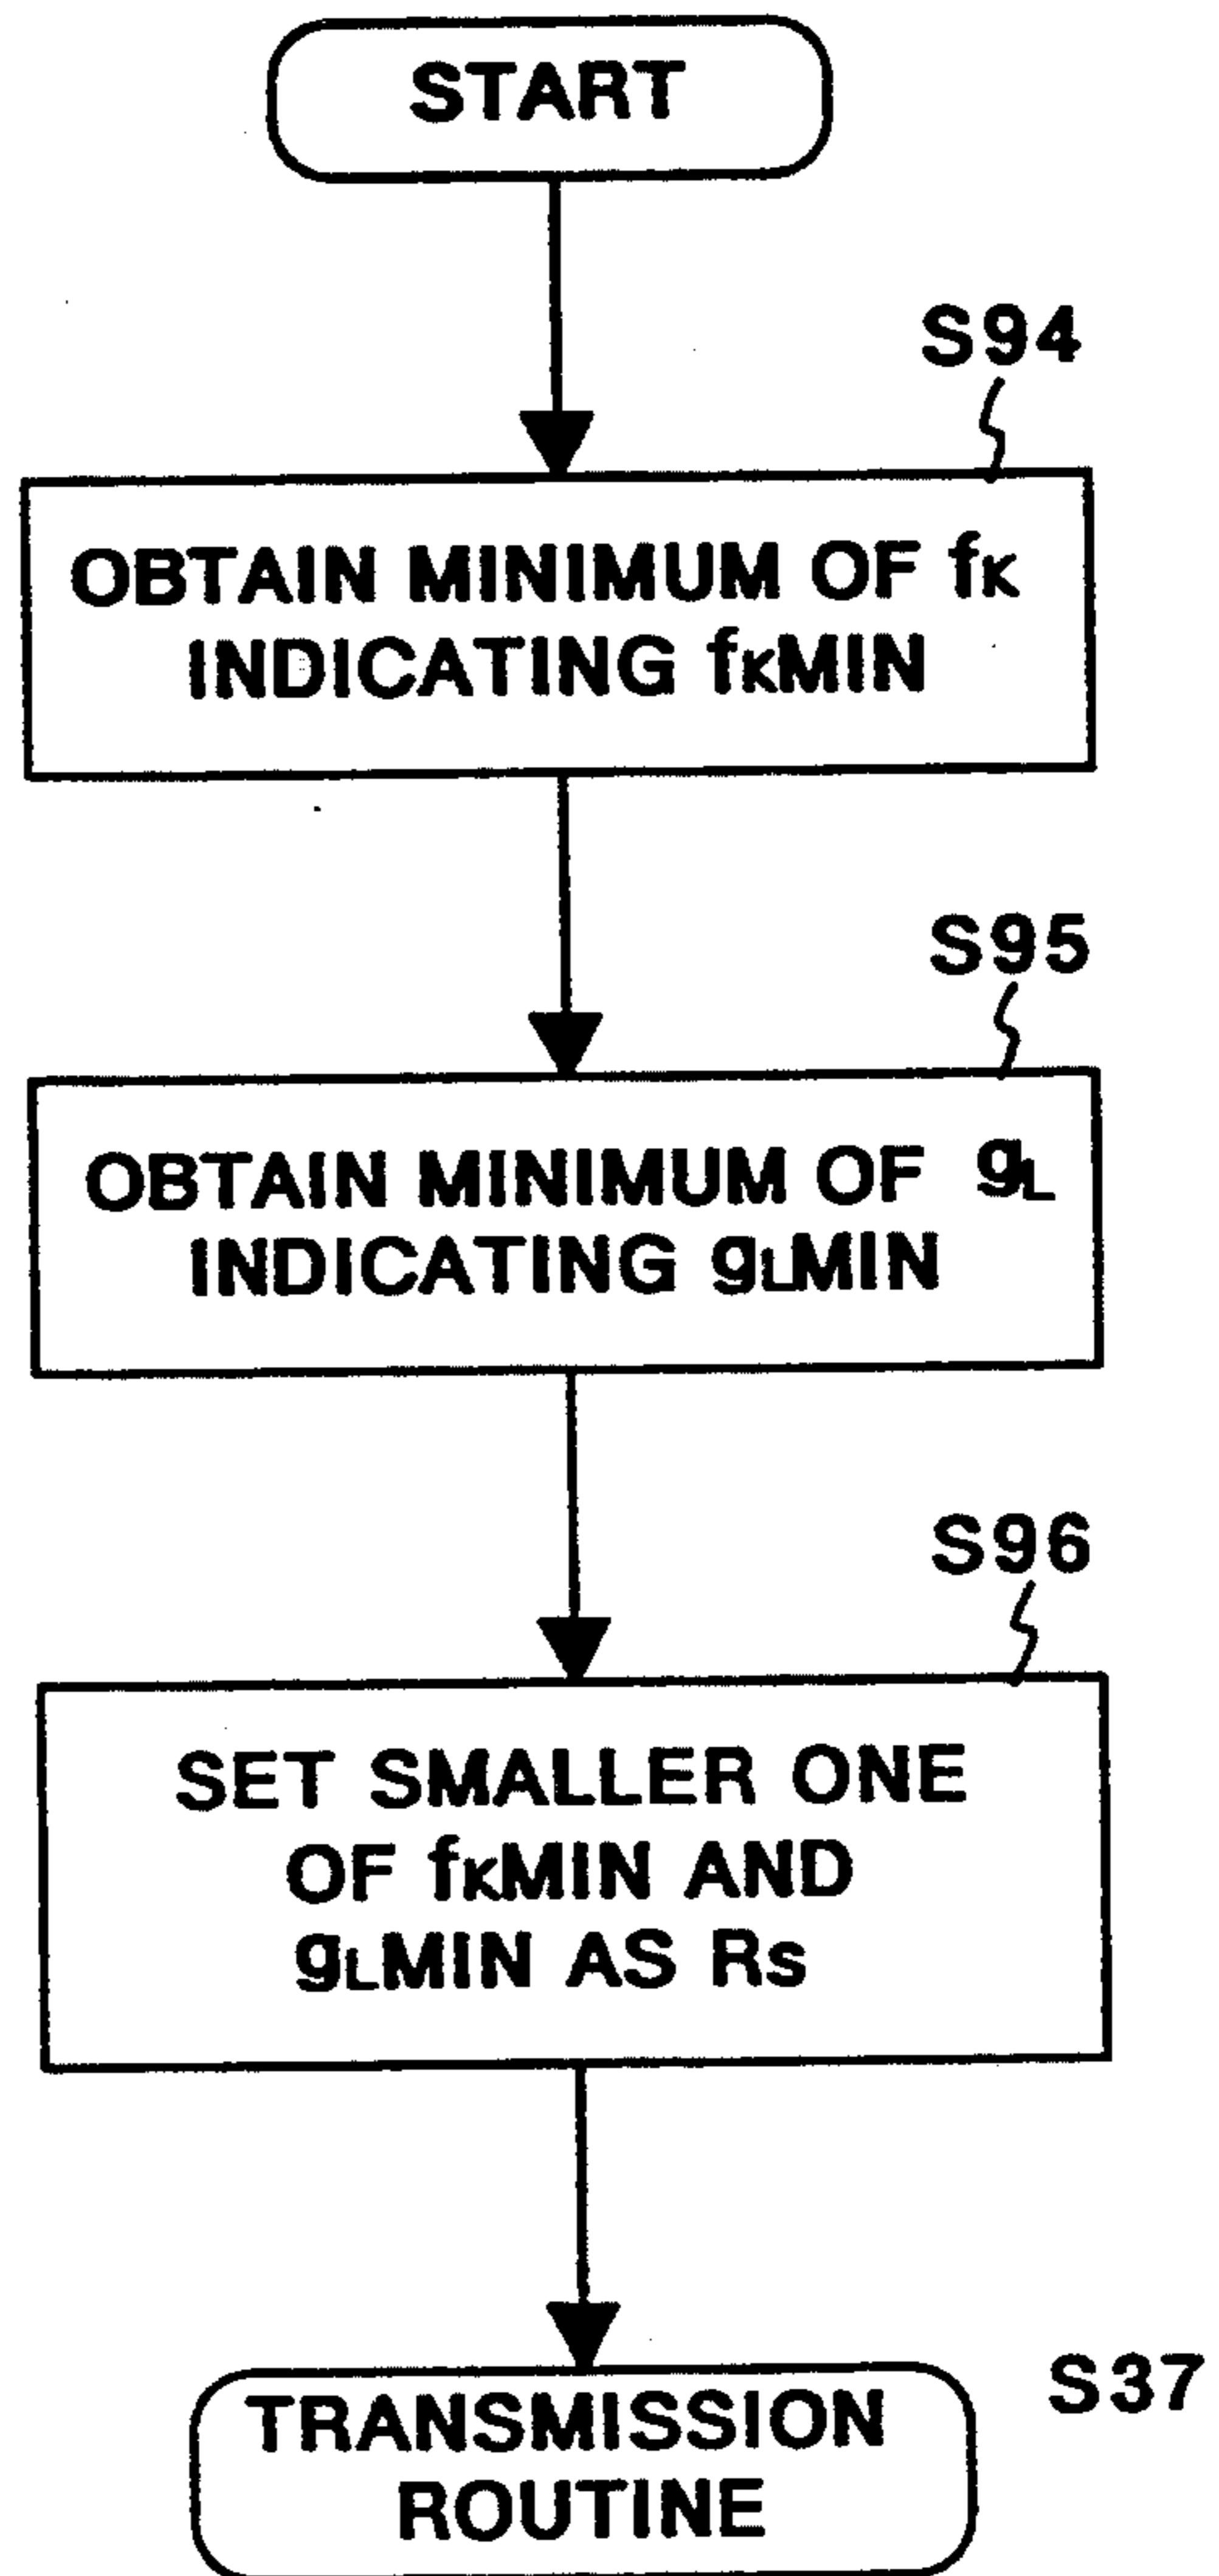 START
S94
OBTAIN MINIMUM OF fK
INDICATING fKMIN
S95
OBTAIN MINIMUM OF gL
INDICATING gLMIN
S96
SET SMALLER ONE
OF fKMIN AND
gLMIN AS Rs
TRANSMISSION
ROUTINE
S37